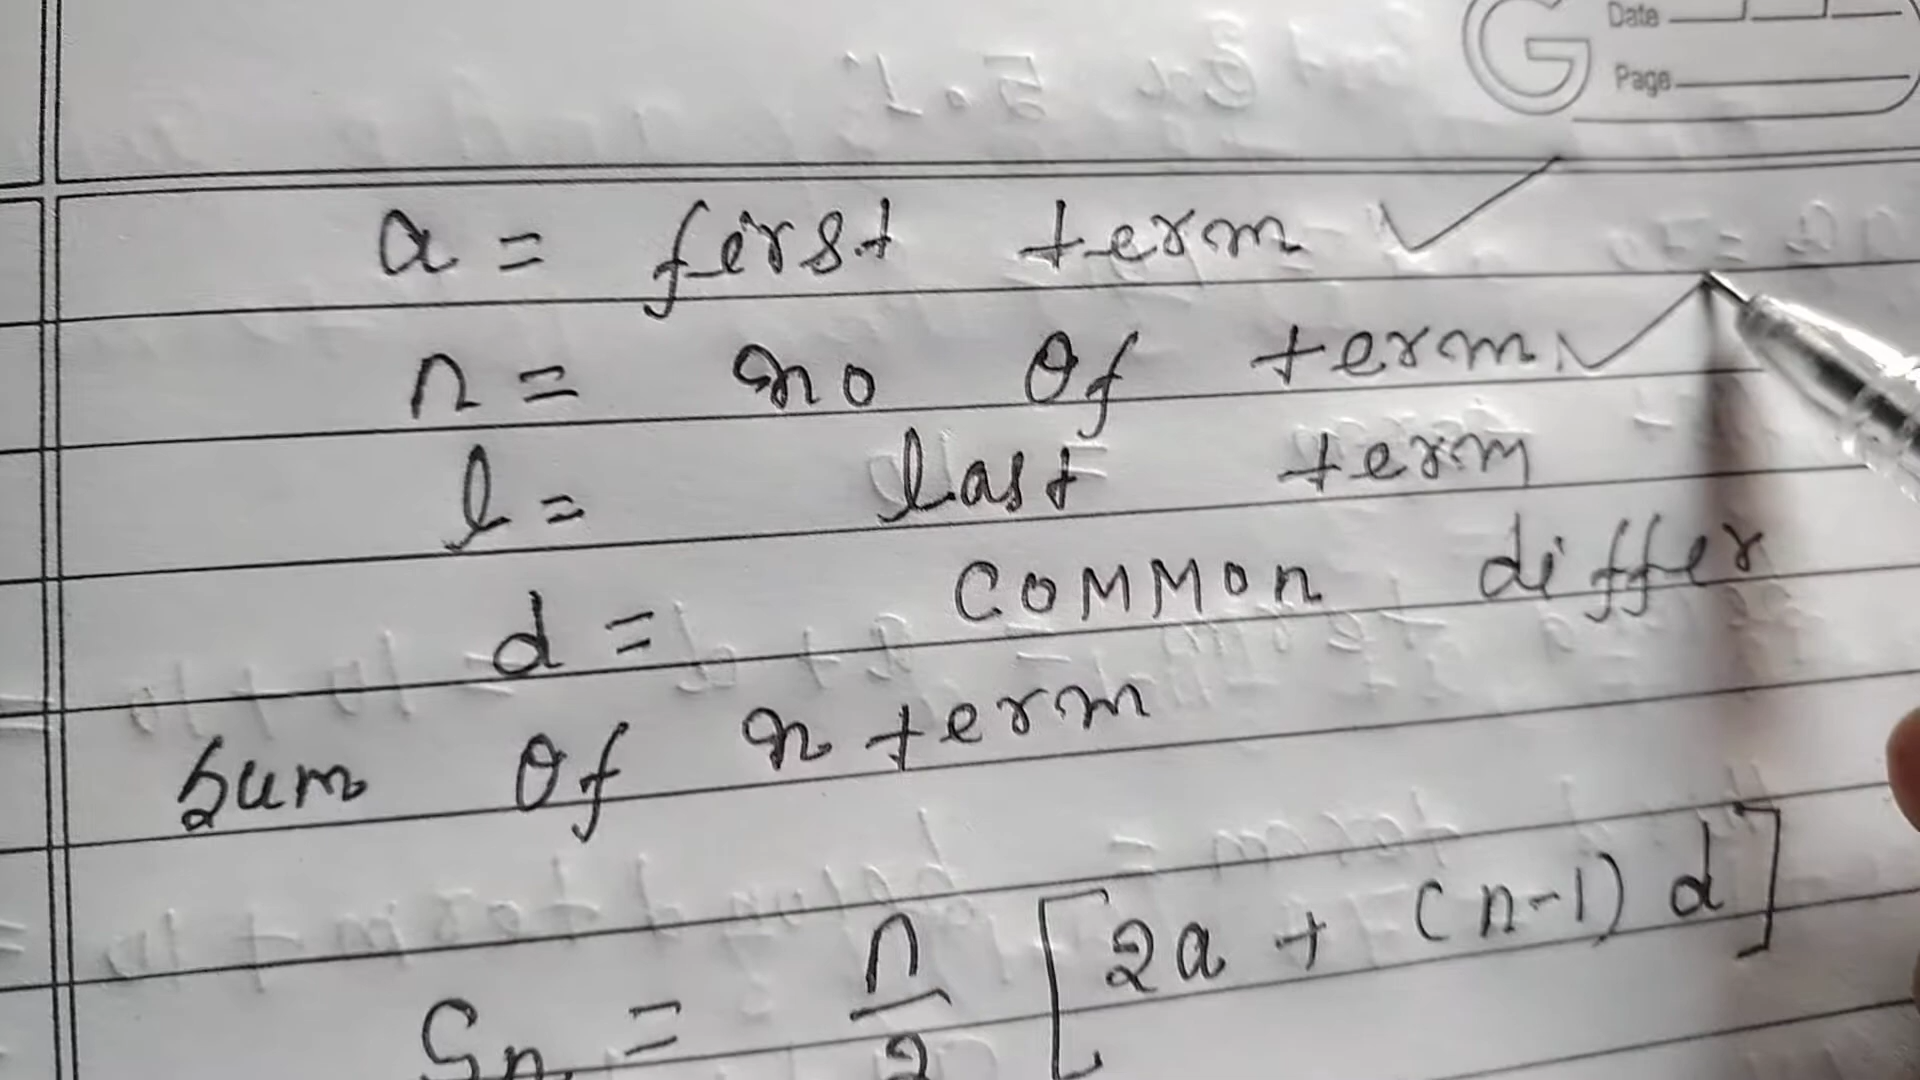 G Date
Page
a = first term ✓
n = no of term ✓
l = last term
d = common differ
Sum of n term
Sn = n/2 [2a + (n-1) d]